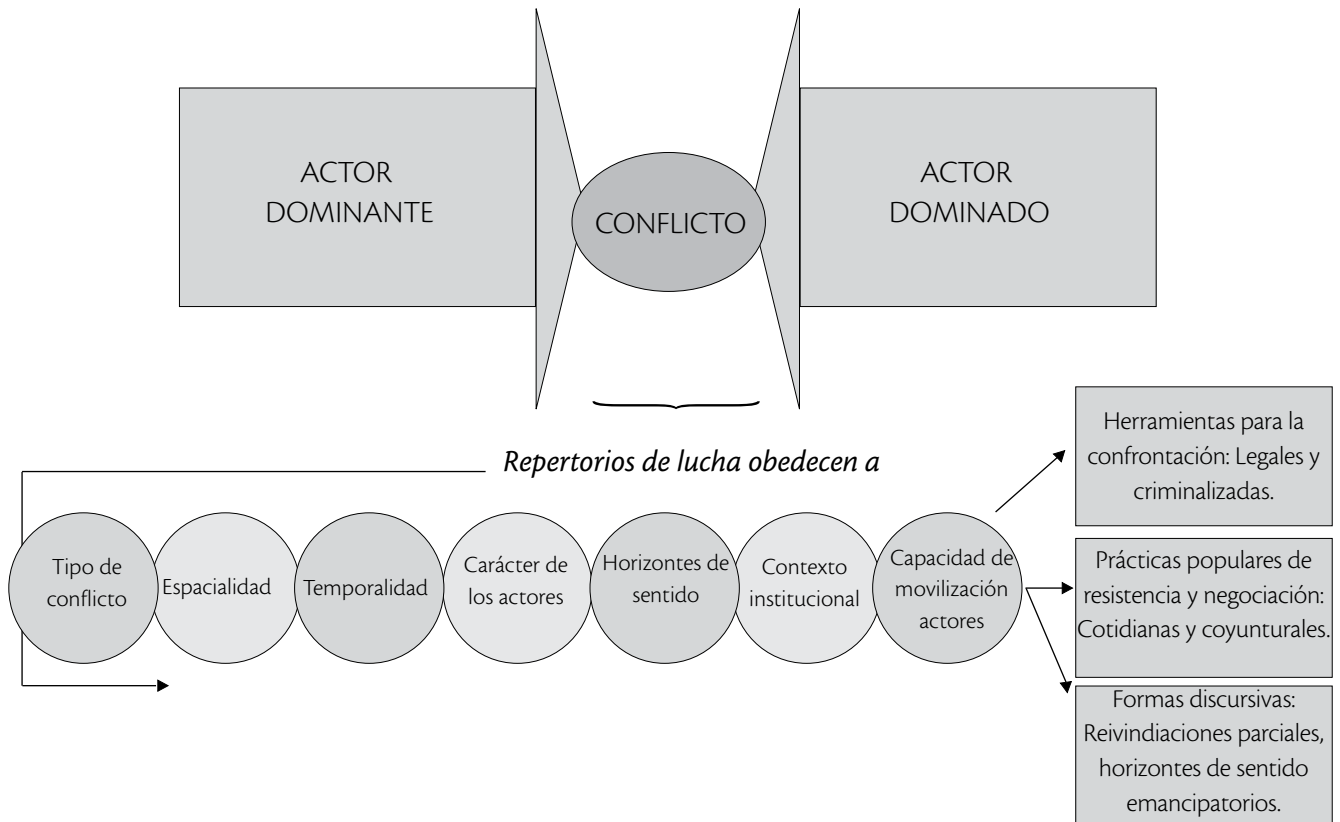 ACTOR
DOMINANTE
CONFLICTO
ACTOR
DOMINADO
Repertorios de lucha obedecen a
Tipo de
conflicto
Espacialidad
Temporalidad
Carácter de
los actores
Horizontes de
sentido
Contexto
institucional
Capacidad de
movilización
actores
Herramientas para la
confrontación: Legales y
criminalizadas.
Prácticas populares de
resistencia y negociación:
Cotidianas y coyunturales.
Formas discursivas:
Reivindiaciones parciales,
horizontes de sentido
emancipatorios.